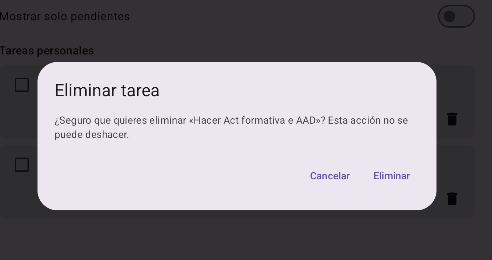 Mostrar solo pendientes
Tareas personales
Eliminar tarea
¿Seguro que quieres eliminar «Hacer Act formativa e AAD»? Esta acción no se
puede deshacer.
Cancelar
Eliminar